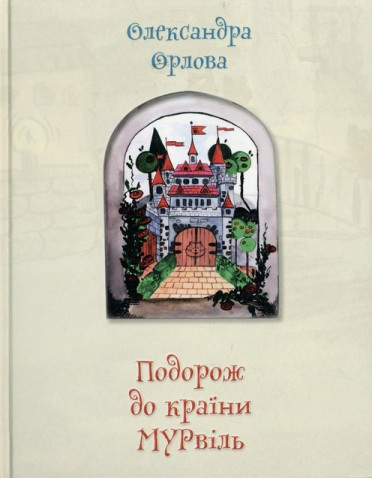 Олександра
Орлова
Подорож
до країни
МУРвіль